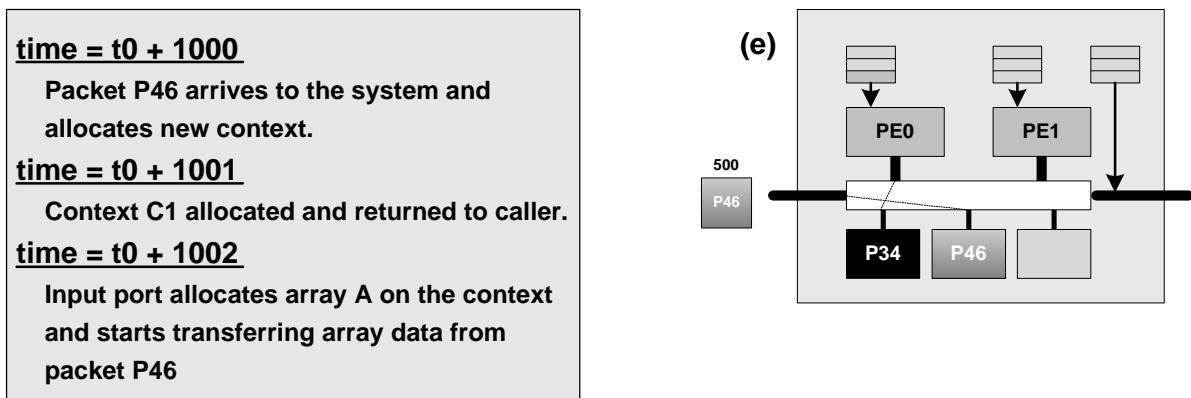 time = t0 + 1000
Packet P46 arrives to the system and
allocates new context.
time = t0 + 1001
Context C1 allocated and returned to caller.
time = t0 + 1002
Input port allocates array A on the context
and starts transferring array data from
packet P46
(e)
PE0
PE1
500
P46
P34
P46